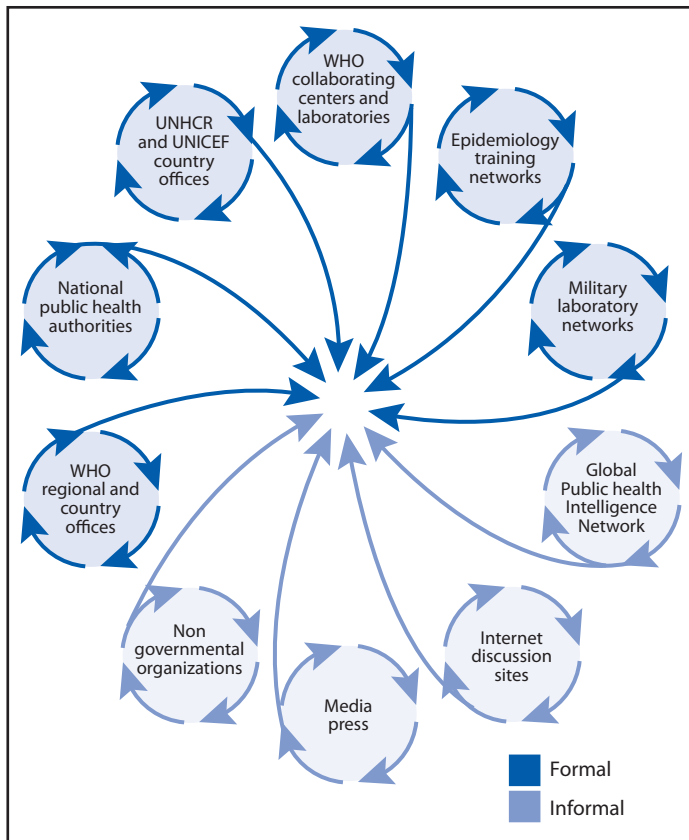 WHO
collaborating
centers and
laboratories
UNHCR
and UNICEF
country
offices
Epidemiology
training
networks
National
public health
authorities
Military
laboratory
networks
WHO
regional and
country
offices
Global
Public health
Intelligence
Network
Non
governmental
organizations
Media
press
Internet
discussion
sites
Formal
Informal